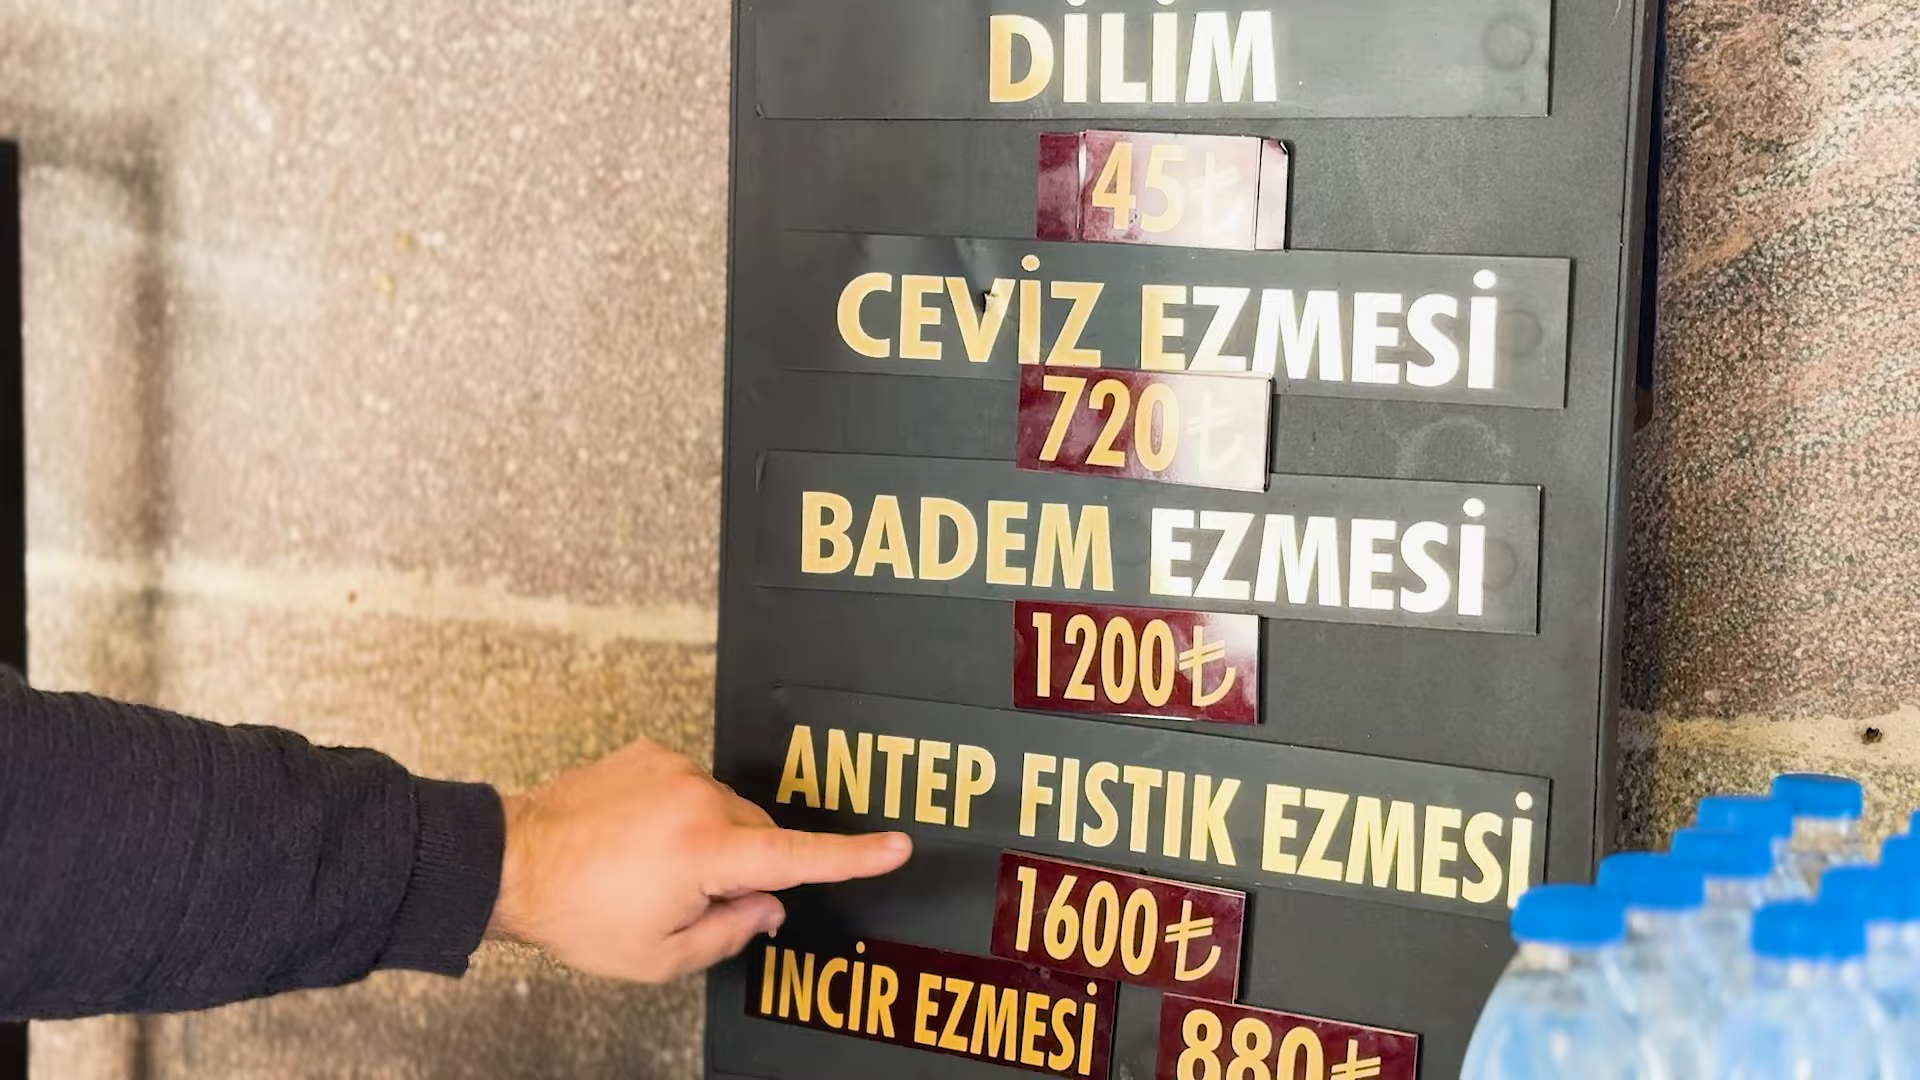 DİLİM
45₺
CEVİZ EZMESİ
720₺
BADEM EZMESİ
1200₺
ANTEP FISTIK EZMESİ
1600₺
İNCİR EZMESİ
880₺